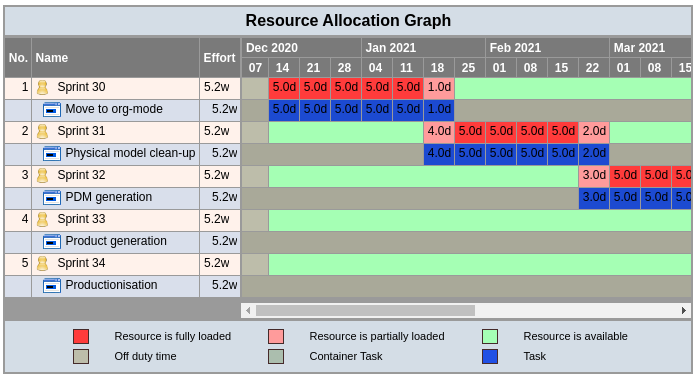 Resource Allocation Graph
No. Name Effort Dec 2020 Jan 2021 Feb 2021 Mar 2021
07 14 21 28 04 11 18 25 01 08 15 22 01 08 15
1 Sprint 30 5.2w 5.0d 5.0d 5.0d 5.0d 5.0d 1.0d
Move to org-mode 5.2w 5.0d 5.0d 5.0d 5.0d 5.0d 1.0d
2 Sprint 31 5.2w 4.0d 5.0d 5.0d 5.0d 5.0d 2.0d
Physical model clean-up 5.2w 4.0d 5.0d 5.0d 5.0d 5.0d 2.0d
3 Sprint 32 5.2w 3.0d 5.0d 5.0d 5.0
PDM generation 5.2w 3.0d 5.0d 5.0d 5.0
4 Sprint 33 5.2w
Product generation 5.2w
5 Sprint 34 5.2w
Productionisation 5.2w
Resource is fully loaded Resource is partially loaded Resource is available
Off duty time Container Task Task